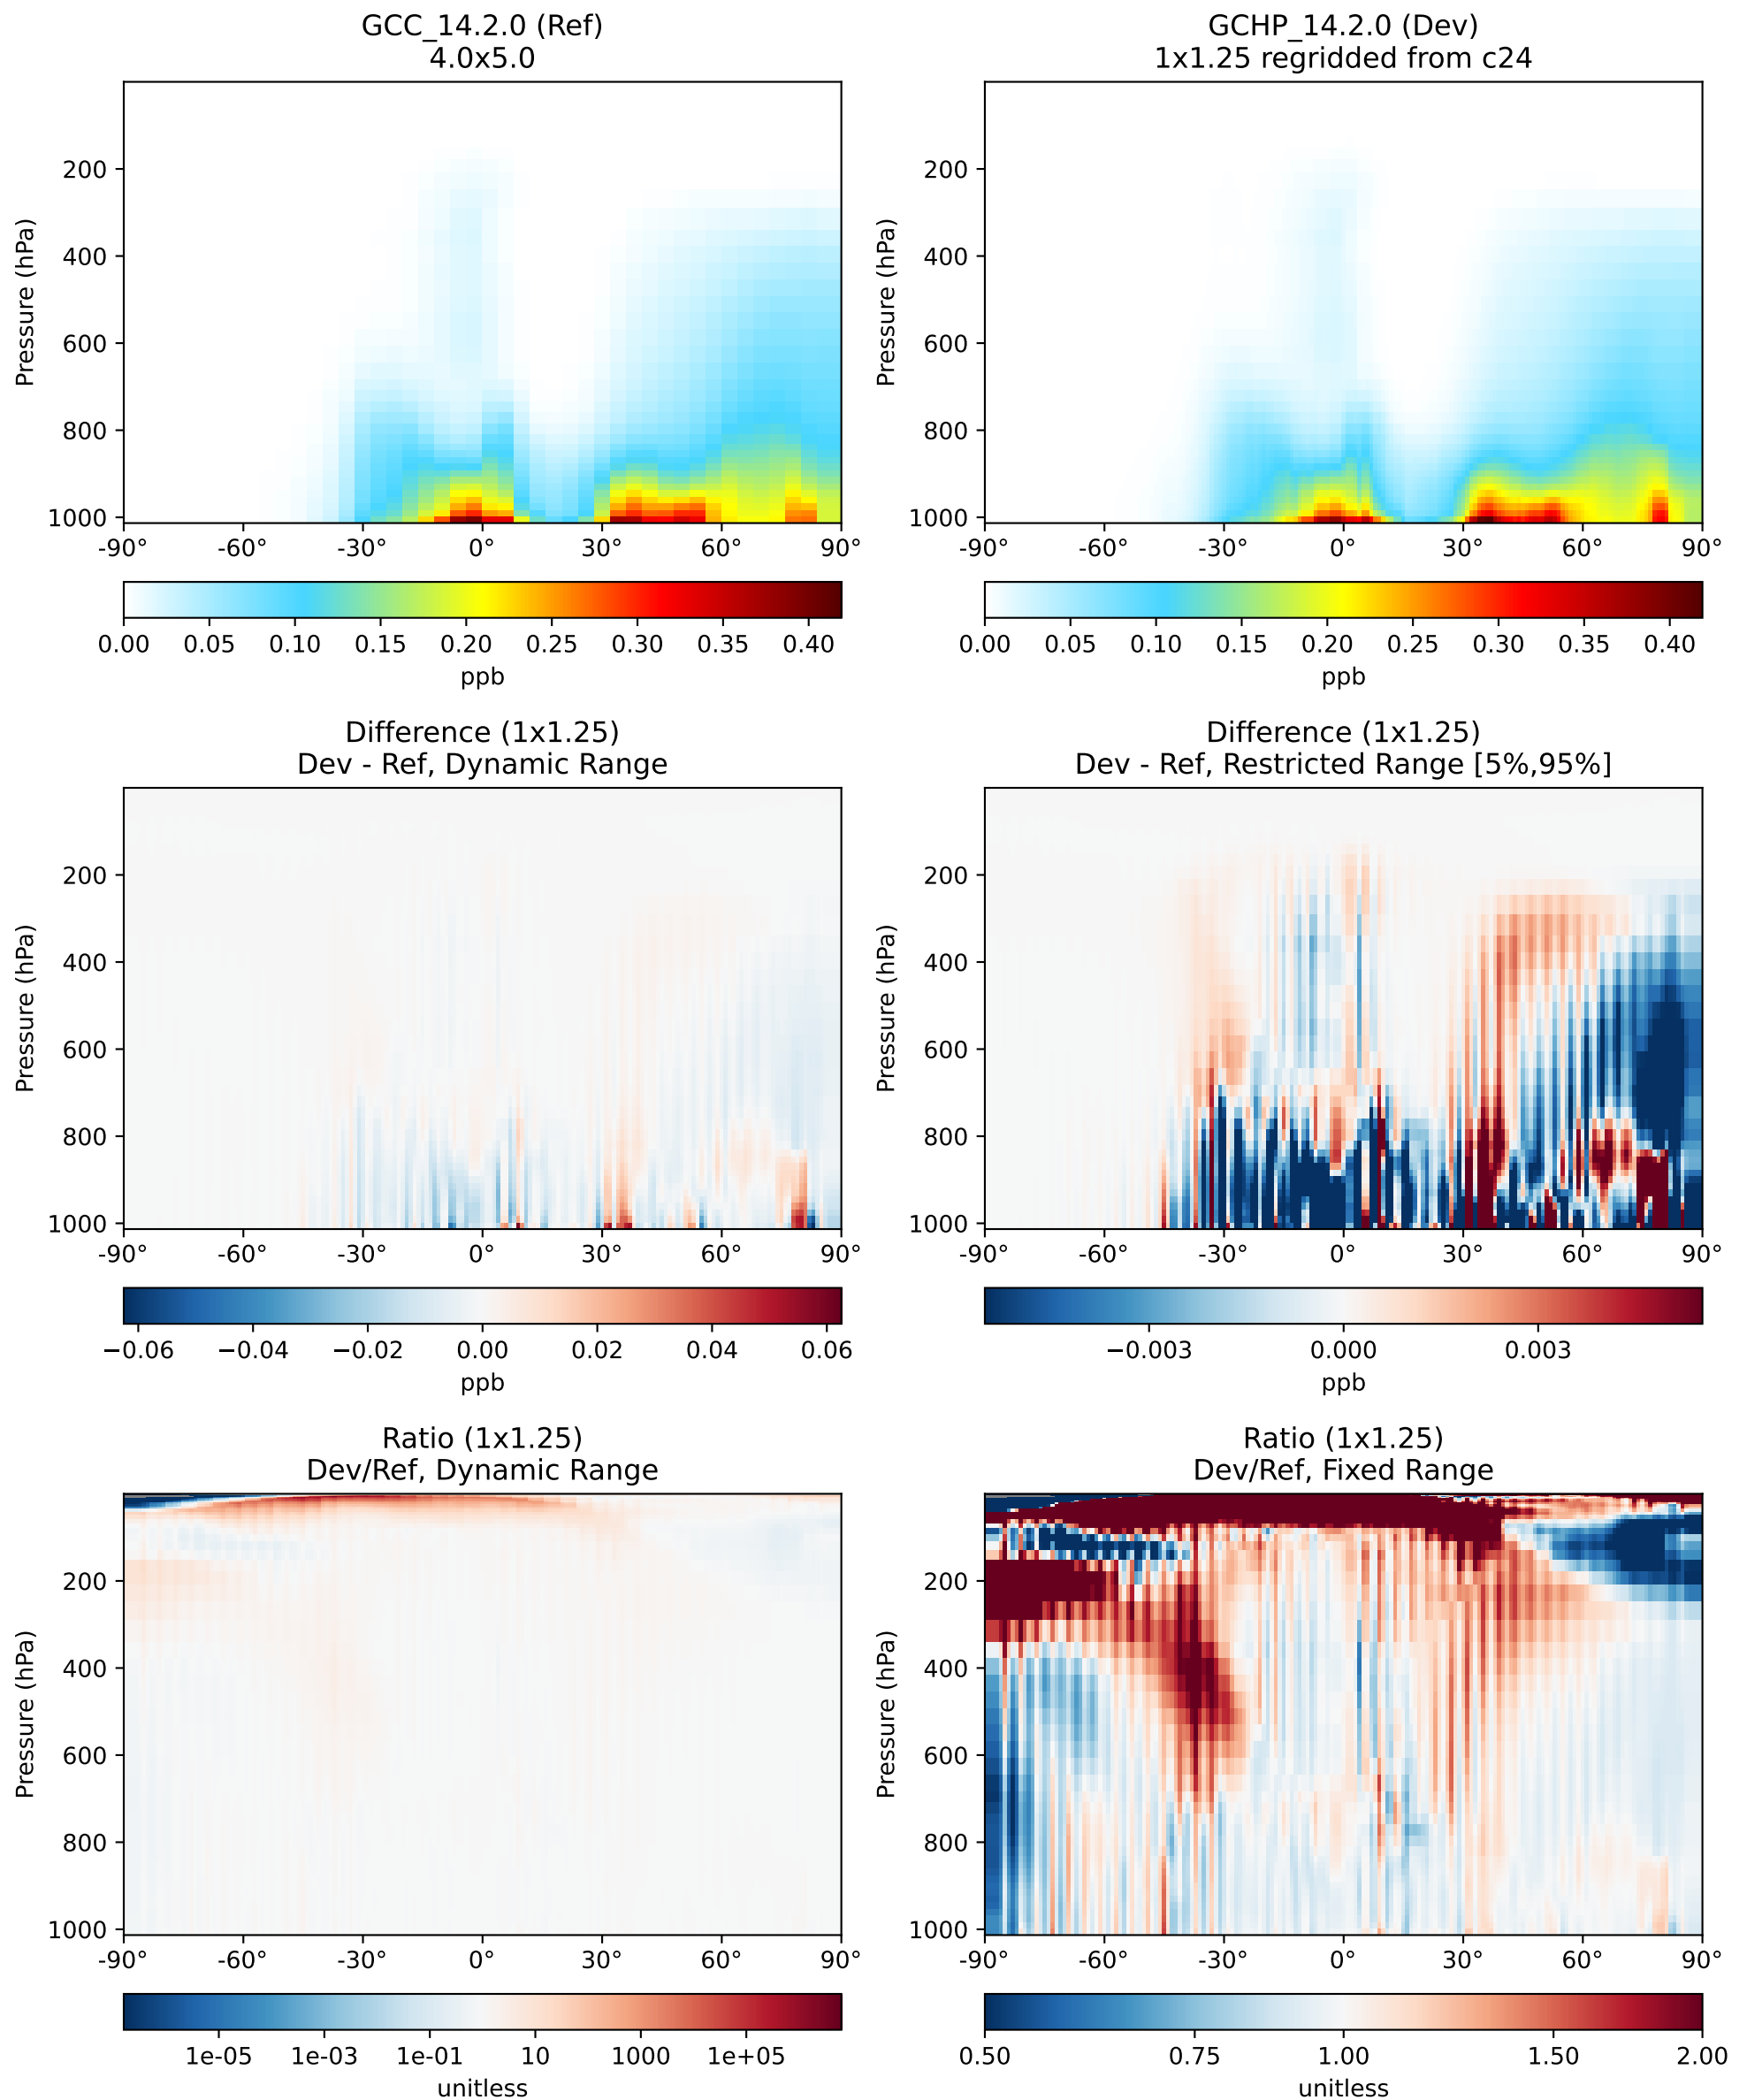 GCC_14.2.0 (Ref)
4.0x5.0
Pressure (hPa)
200
400
600
800
1000
-90° -60° -30° 0° 30° 60° 90°
0.00 0.05 0.10 0.15 0.20 0.25 0.30 0.35 0.40
ppb
GCHP_14.2.0 (Dev)
1x1.25 regridded from c24
Pressure (hPa)
200
400
600
800
1000
-90° -60° -30° 0° 30° 60° 90°
0.00 0.05 0.10 0.15 0.20 0.25 0.30 0.35 0.40
ppb
Difference (1x1.25)
Dev - Ref, Dynamic Range
Pressure (hPa)
200
400
600
800
1000
-90° -60° -30° 0° 30° 60° 90°
−0.06 −0.04 −0.02 0.00 0.02 0.04 0.06
ppb
Difference (1x1.25)
Dev - Ref, Restricted Range [5%,95%]
Pressure (hPa)
200
400
600
800
1000
-90° -60° -30° 0° 30° 60° 90°
−0.003 0.000 0.003
ppb
Ratio (1x1.25)
Dev/Ref, Dynamic Range
Pressure (hPa)
200
400
600
800
1000
-90° -60° -30° 0° 30° 60° 90°
1e-05 1e-03 1e-01 10 1000 1e+05
unitless
Ratio (1x1.25)
Dev/Ref, Fixed Range
Pressure (hPa)
200
400
600
800
1000
-90° -60° -30° 0° 30° 60° 90°
0.50 0.75 1.00 1.50 2.00
unitless